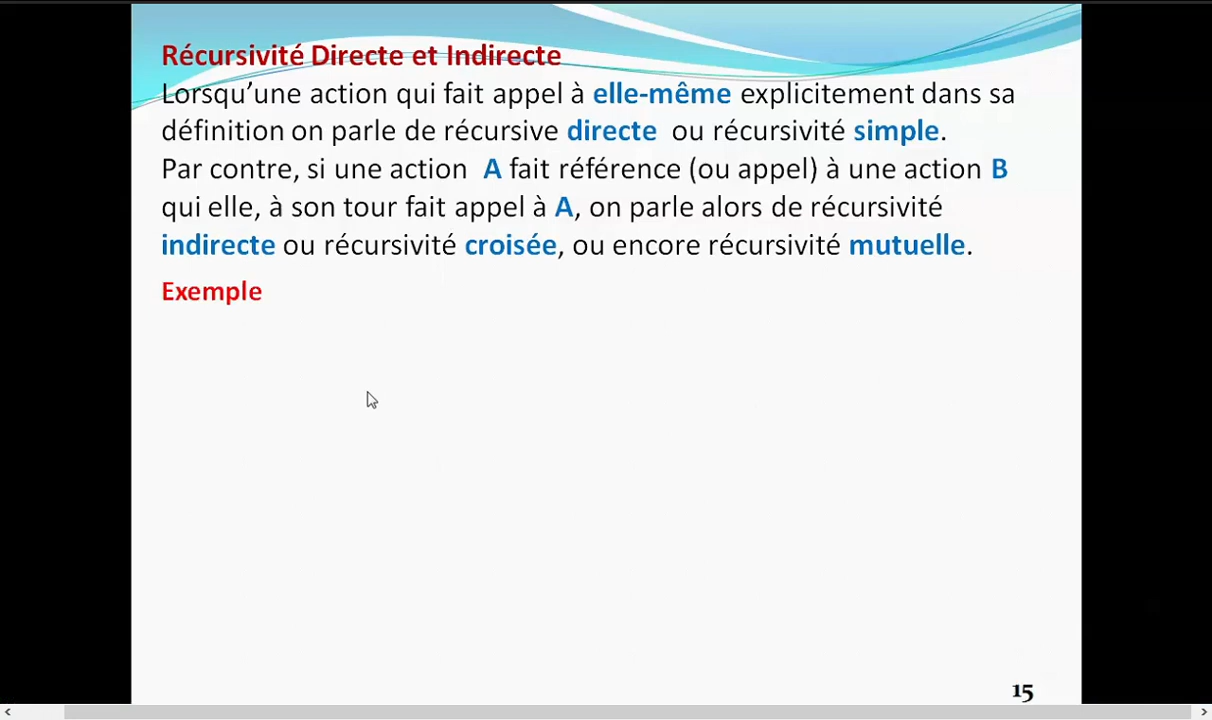 Récursivité Directe et Indirecte
Lorsqu’une action qui fait appel à elle-même explicitement dans sa
définition on parle de récursive directe ou récursivité simple.
Par contre, si une action A fait référence (ou appel) à une action B
qui elle, à son tour fait appel à A, on parle alors de récursivité
indirecte ou récursivité croisée, ou encore récursivité mutuelle.
Exemple
15